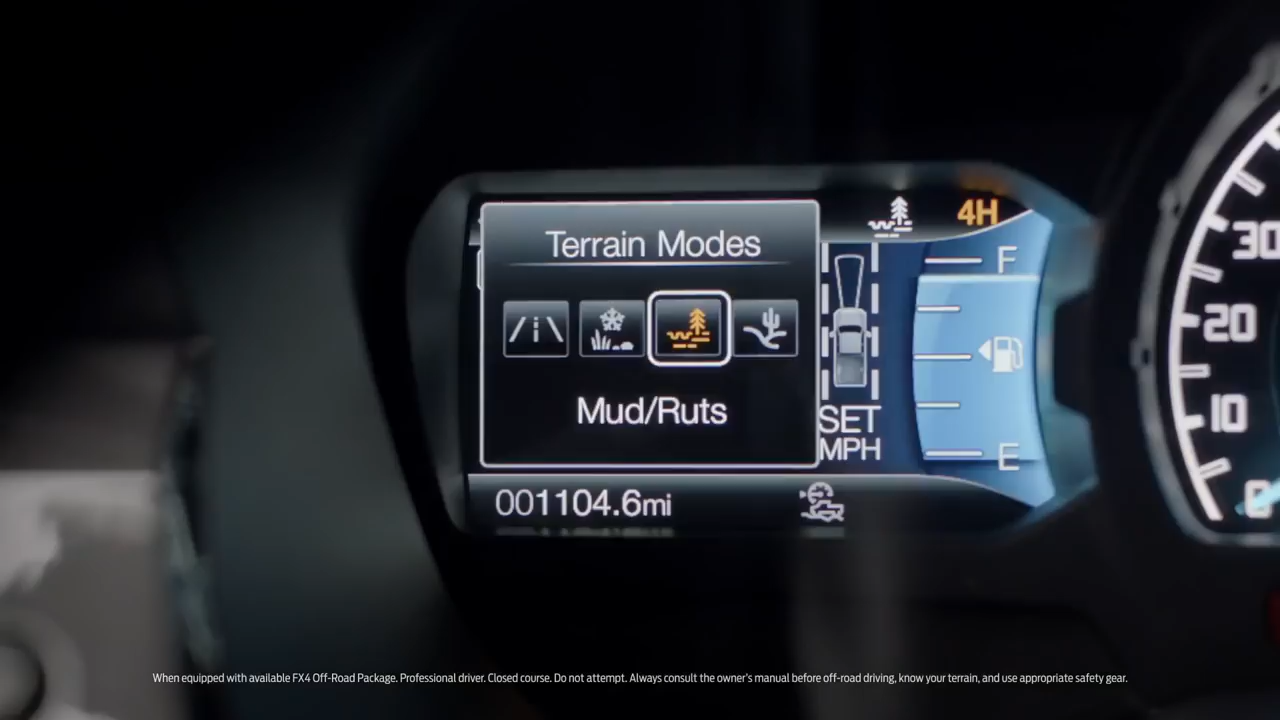 Terrain Modes
Mud/Ruts
4H
F
E
SET
MPH
001104.6mi
30
20
10
0
When equipped with available FX4 Off-Road Package. Professional driver. Closed course. Do not attempt. Always consult the owner's manual before off-road driving, know your terrain, and use appropriate safety gear.